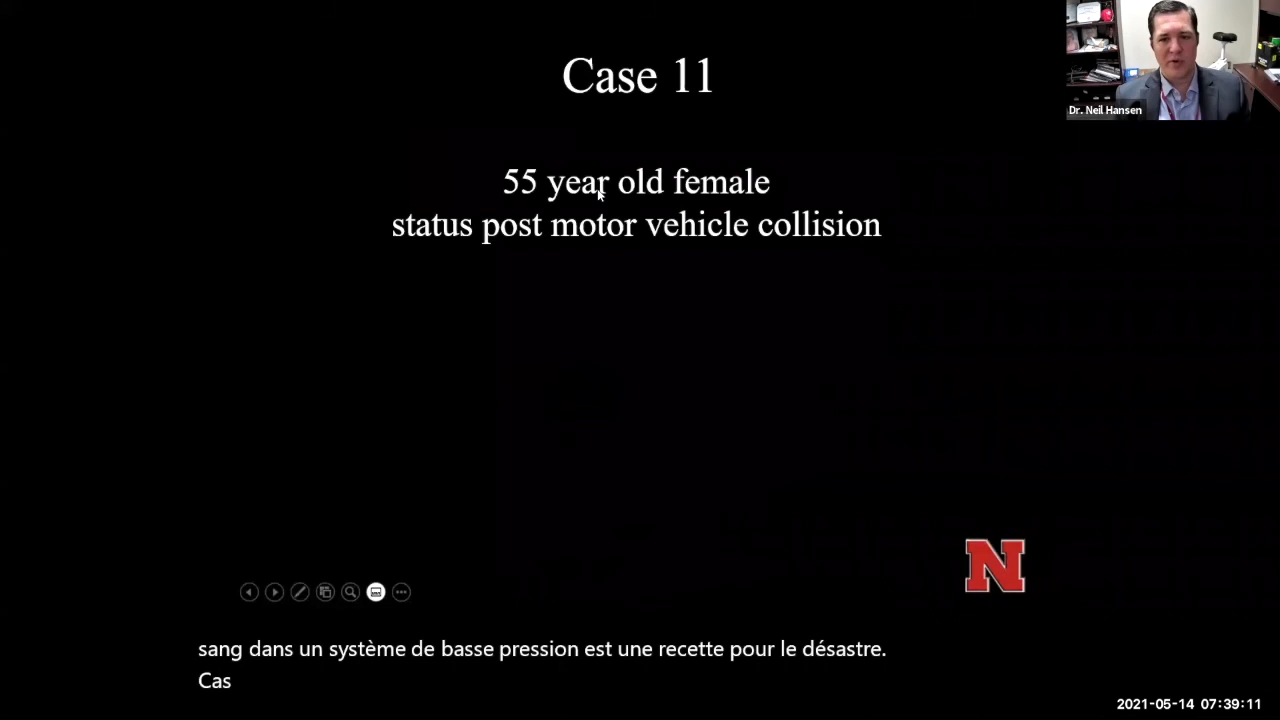 Case 11
Dr. Neil Hansen
55 year old female
status post motor vehicle collision
N
sang dans un système de basse pression est une recette pour le désastre.
Cas
2021-05-14 07:39:11